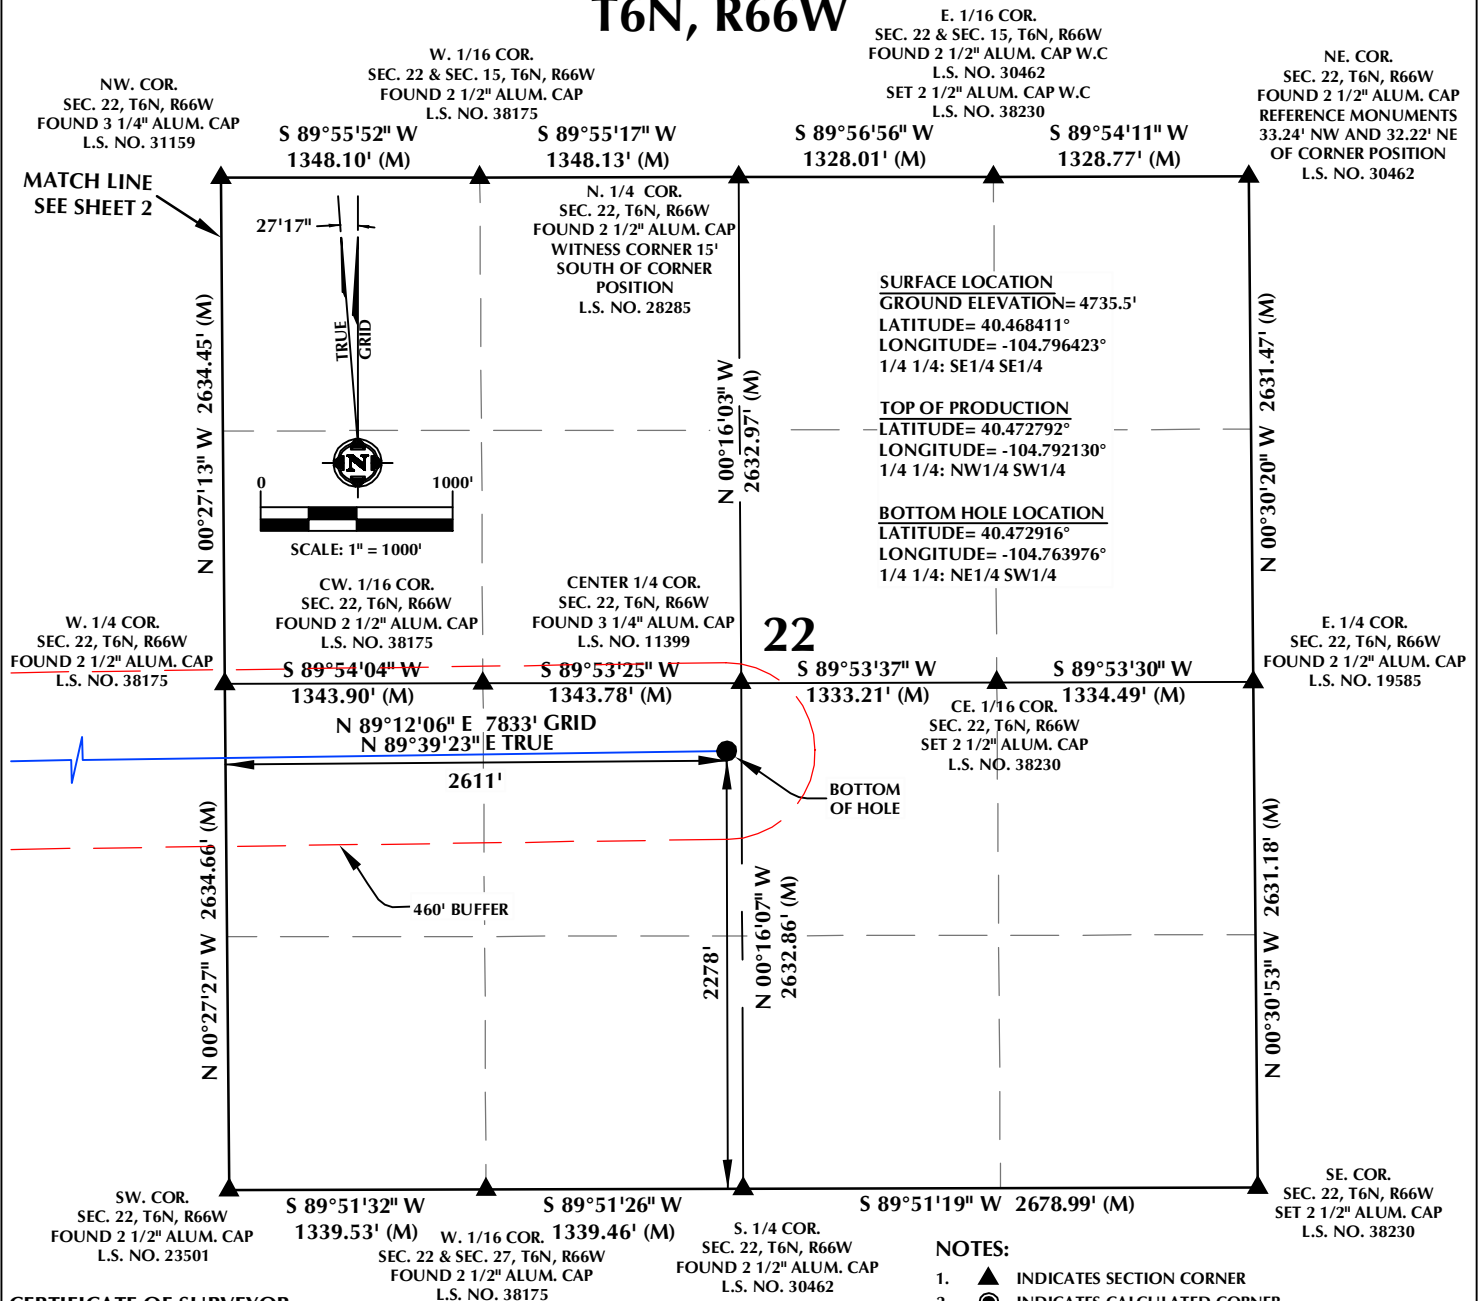 T6N, R66W
NW. COR.
SEC. 22, T6N, R66W
FOUND 3 1/4" ALUM. CAP
L.S. NO. 31159
W. 1/16 COR.
SEC. 22 & SEC. 15, T6N, R66W
FOUND 2 1/2" ALUM. CAP
L.S. NO. 38175
E. 1/16 COR.
SEC. 22 & SEC. 15, T6N, R66W
FOUND 2 1/2" ALUM. CAP W.C
L.S. NO. 30462
SET 2 1/2" ALUM. CAP W.C
L.S. NO. 38230
NE. COR.
SEC. 22, T6N, R66W
FOUND 2 1/2" ALUM. CAP
REFERENCE MONUMENTS
33.24' NW AND 32.22' NE
OF CORNER POSITION
L.S. NO. 30462
S 89°55'52" W
1348.10' (M)
S 89°55'17" W
1348.13' (M)
S 89°56'56" W
1328.01' (M)
S 89°54'11" W
1328.77' (M)
MATCH LINE
SEE SHEET 2
27'17"
TRUE
GRID
N
N. 1/4 COR.
SEC. 22, T6N, R66W
FOUND 2 1/2" ALUM. CAP
WITNESS CORNER 15'
SOUTH OF CORNER
POSITION
L.S. NO. 28285
SURFACE LOCATION
GROUND ELEVATION= 4735.5'
LATITUDE= 40.468411°
LONGITUDE= -104.796423°
1/4 1/4: SE1/4 SE1/4
TOP OF PRODUCTION
LATITUDE= 40.472792°
LONGITUDE= -104.792130°
1/4 1/4: NW1/4 SW1/4
BOTTOM HOLE LOCATION
LATITUDE= 40.472916°
LONGITUDE= -104.763976°
1/4 1/4: NE1/4 SW1/4
N 00°27'13" W 2634.45' (M)
N 00°16'03" W
2632.97' (M)
N 00°30'20" W 2631.47' (M)
0 1000'
SCALE: 1" = 1000'
W. 1/4 COR.
SEC. 22, T6N, R66W
FOUND 2 1/2" ALUM. CAP
L.S. NO. 38175
CW. 1/16 COR.
SEC. 22, T6N, R66W
FOUND 2 1/2" ALUM. CAP
L.S. NO. 38175
CENTER 1/4 COR.
SEC. 22, T6N, R66W
FOUND 3 1/4" ALUM. CAP
L.S. NO. 11399
22
E. 1/4 COR.
SEC. 22, T6N, R66W
FOUND 2 1/2" ALUM. CAP
L.S. NO. 19585
S 89°54'04" W
1343.90' (M)
S 89°53'25" W
1343.78' (M)
S 89°53'37" W
1333.21' (M)
S 89°53'30" W
1334.49' (M)
CE. 1/16 COR.
SEC. 22, T6N, R66W
SET 2 1/2" ALUM. CAP
L.S. NO. 38230
N 89°12'06" E 7833' GRID
N 89°39'23" E TRUE
2611'
BOTTOM
OF HOLE
460' BUFFER
2278'
N 00°27'27" W 2634.66' (M)
N 00°16'07" W
2632.86' (M)
N 00°30'53" W 2631.18' (M)
SW. COR.
SEC. 22, T6N, R66W
FOUND 2 1/2" ALUM. CAP
L.S. NO. 23501
S 89°51'32" W
1339.53' (M)
S 89°51'26" W
1339.46' (M)
S 89°51'19" W 2678.99' (M)
W. 1/16 COR.
SEC. 22 & SEC. 27, T6N, R66W
FOUND 2 1/2" ALUM. CAP
L.S. NO. 38175
S. 1/4 COR.
SEC. 22, T6N, R66W
FOUND 2 1/2" ALUM. CAP
L.S. NO. 30462
SE. COR.
SEC. 22, T6N, R66W
SET 2 1/2" ALUM. CAP
L.S. NO. 38230
NOTES:
1. INDICATES SECTION CORNER
2. INDICATES CALCULATED CORNER
CERTIFICATE OF SURVEYOR